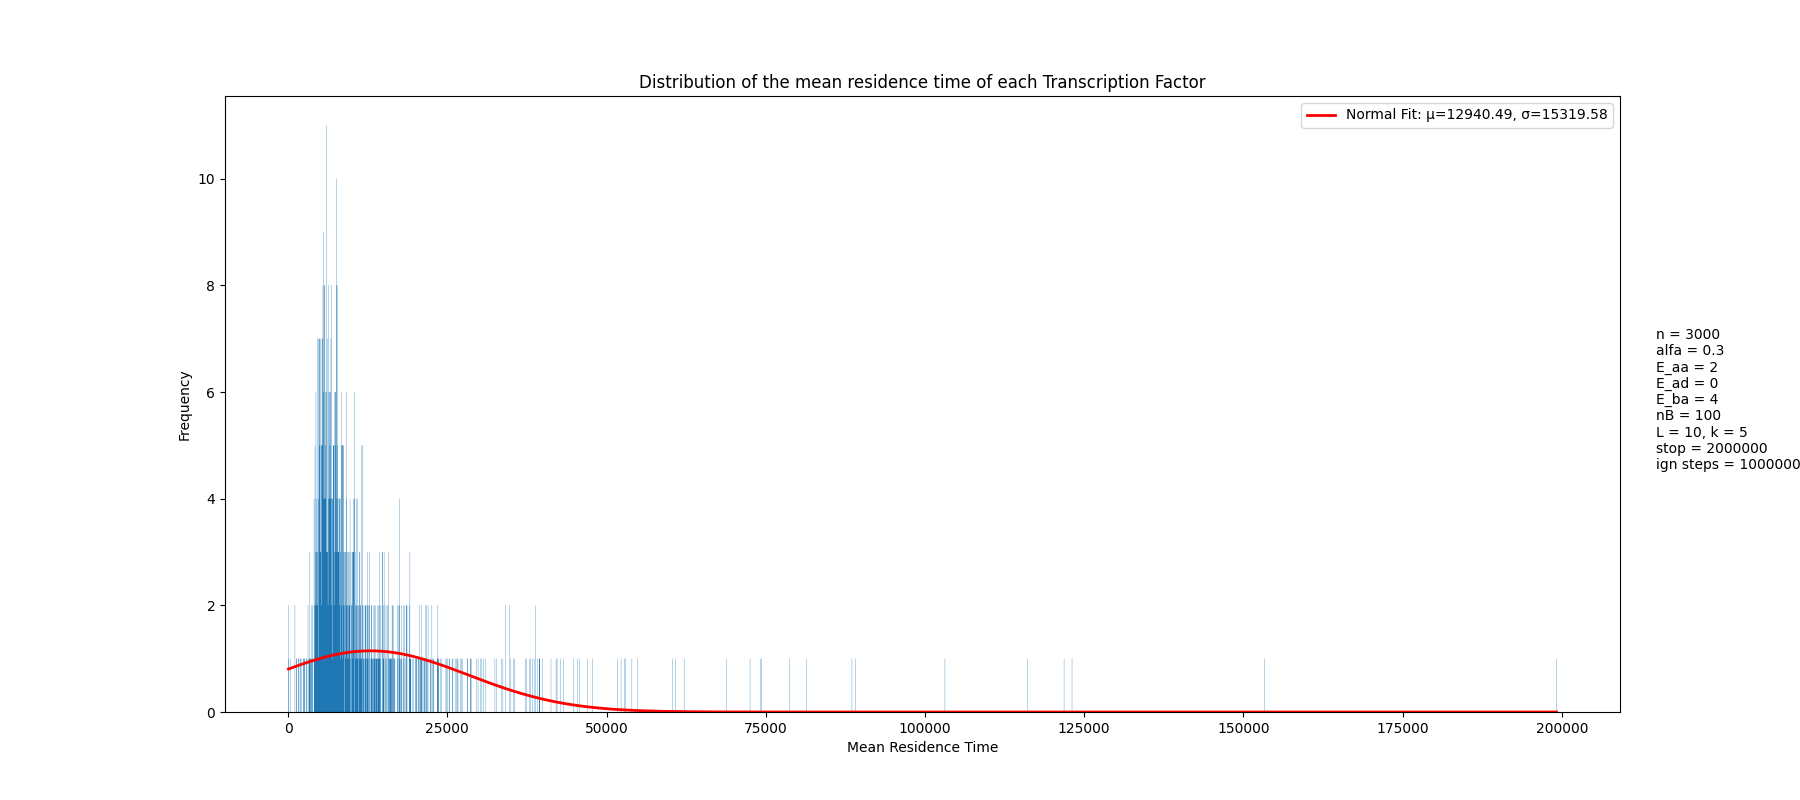 Distribution of the mean residence time of each Transcription Factor
Normal Fit: μ=12940.49, σ=15319.58
10
8
6
4
2
0
Frequency
0
25000
50000
75000
100000
125000
150000
175000
200000
Mean Residence Time
n = 3000
alfa = 0.3
E_aa = 2
E_ad = 0
E_ba = 4
nB = 100
L = 10, k = 5
stop = 2000000
ign steps = 1000000